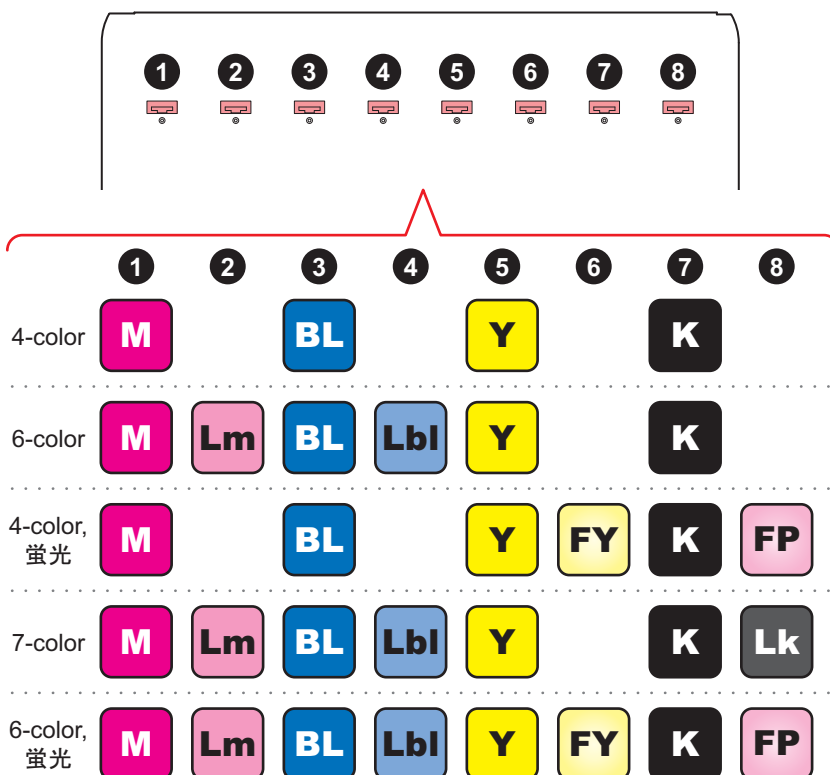 1 2 3 4 5 6 7 8
1 2 3 4 5 6 7 8
4-color M BL Y K
6-color M Lm BL Lbl Y K
4-color,
蛍光 M BL Y FY K FP
7-color M Lm BL Lbl Y K Lk
6-color,
蛍光 M Lm BL Lbl Y FY K FP